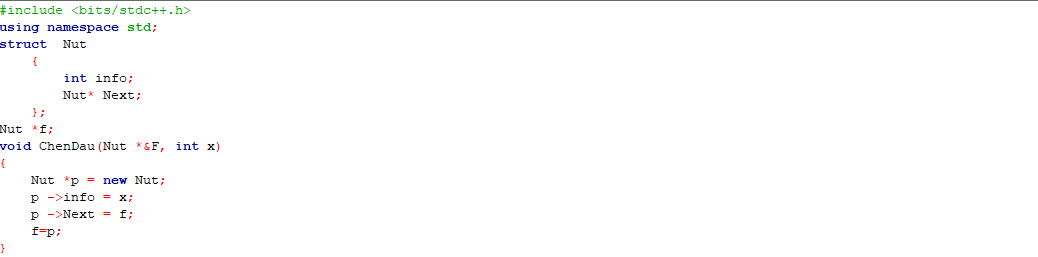 #include <bits/stdc++.h>
using namespace std;
struct  Nut
    {
        int info;
        Nut* Next;
    };
Nut *f;
void ChenDau(Nut *&F, int x)
{
    Nut *p = new Nut;
    p ->info = x;
    p ->Next = f;
    f=p;
}